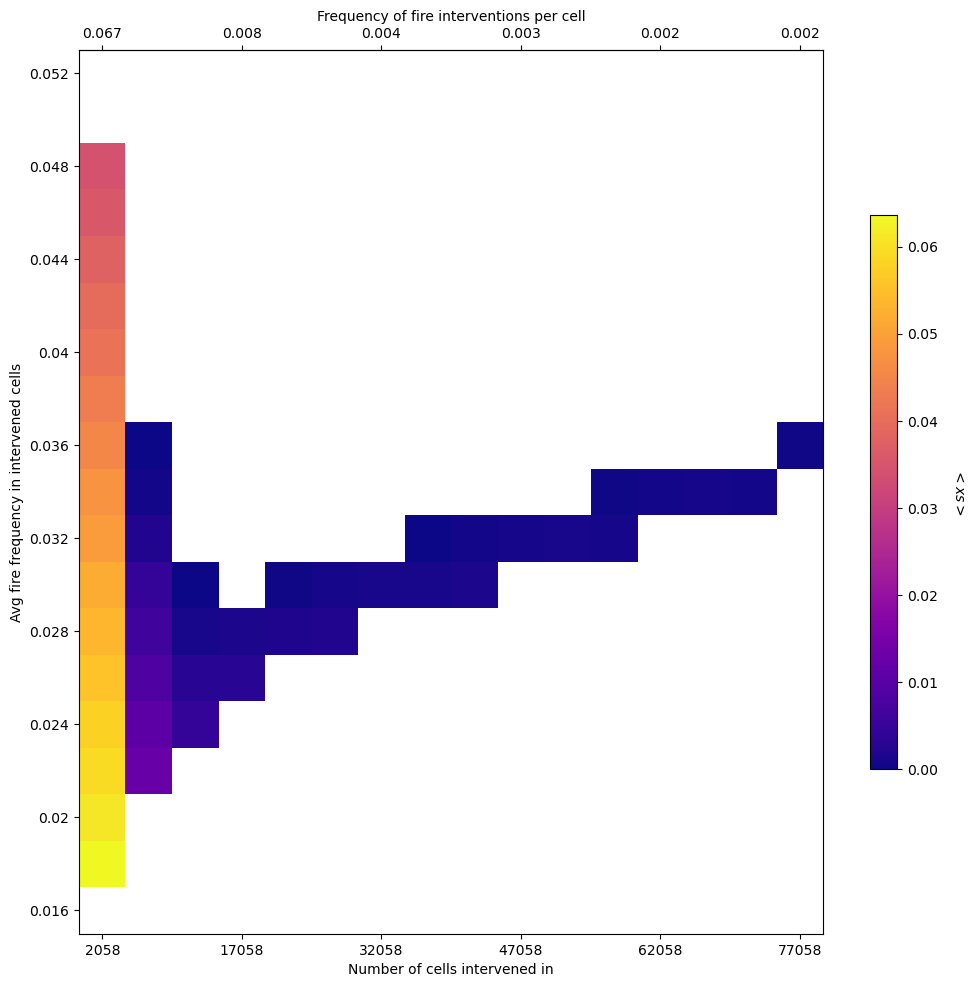 Frequency of fire interventions per cell
0.067 0.008 0.004 0.003 0.002 0.002
0.052
0.048
0.044
0.04
0.036
0.032
0.028
0.024
0.02
0.016
Avg fire frequency in intervened cells
2058 17058 32058 47058 62058 77058
Number of cells intervened in
0.06
0.05
0.04
0.03
0.02
0.01
0.00
< xs >